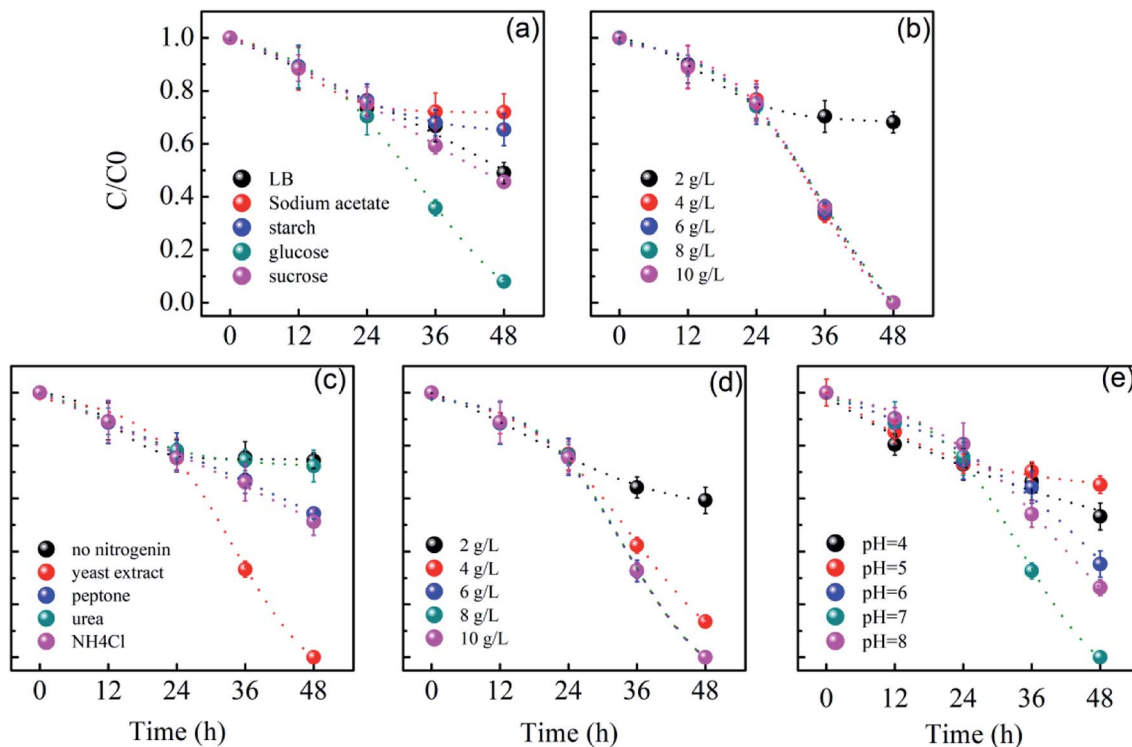 (a)
1.0
0.8
0.6
0.4
0.2
0.0
C/C0
LB
Sodium acetate
starch
glucose
sucrose
0 12 24 36 48
(b)
2 g/L
4 g/L
6 g/L
8 g/L
10 g/L
0 12 24 36 48
(c)
no nitrogenin
yeast extract
peptone
urea
NH4Cl
0 12 24 36 48
Time (h)
(d)
2 g/L
4 g/L
6 g/L
8 g/L
10 g/L
0 12 24 36 48
Time (h)
(e)
pH=4
pH=5
pH=6
pH=7
pH=8
0 12 24 36 48
Time (h)